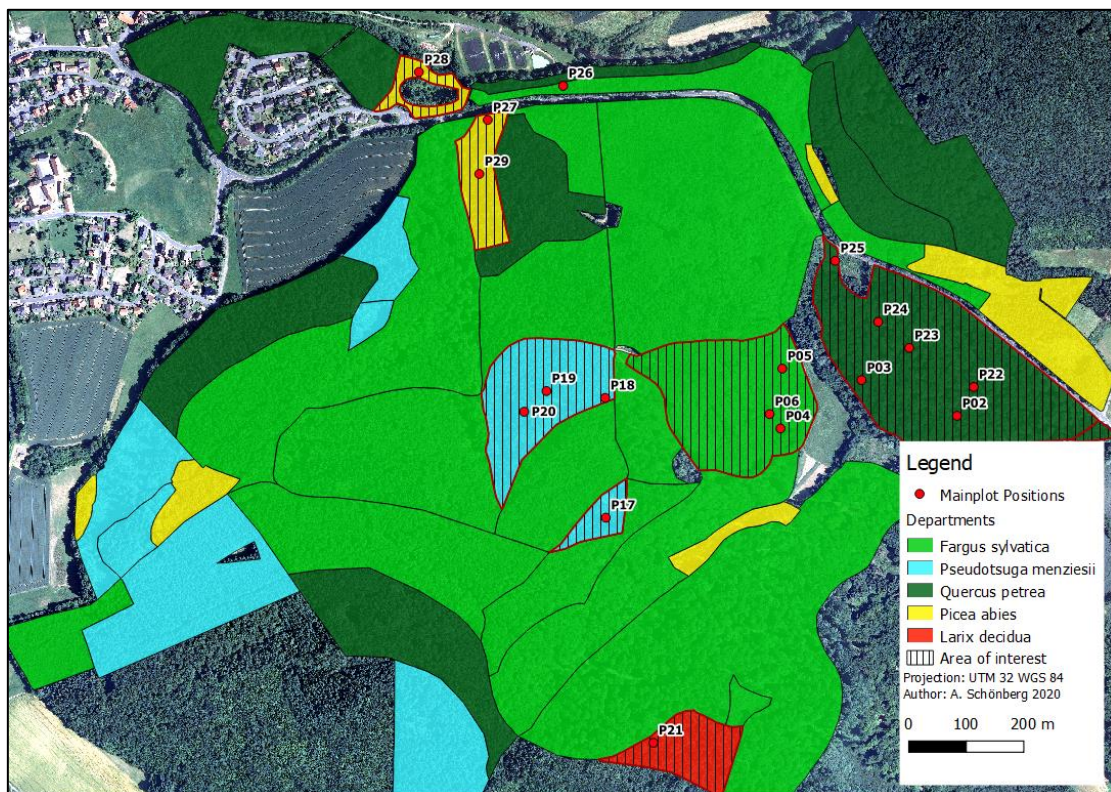 P28
P26
P27
P29
P25
P24
P23
P05
P03
P22
P19
P18
P06
P20
P02
P04
P17
P21
Legend
Mainplot Positions
Departments
Fargus sylvatica
Pseudotsuga menziesii
Quercus petrea
Picea abies
Larix decidua
Area of interest
Projection: UTM 32 WGS 84
Author: A. Schönberg 2020
0 100 200 m